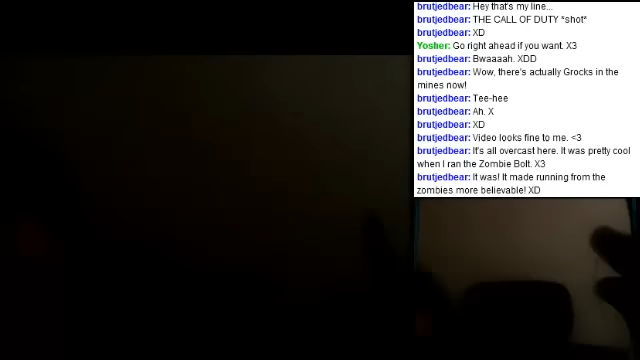 brutjedbear: Hey that's my line...
brutjedbear: THE CALL OF DUTY *shot*
brutjedbear: XD
Yosher: Go right ahead if you want. X3
brutjedbear: Bwaaaah. XDD
brutjedbear: Wow, there's actually Grocks in the
mines now!
brutjedbear: Tee-hee
brutjedbear: Ah. X
brutjedbear: XD
brutjedbear: Video looks fine to me. <3
brutjedbear: It's all overcast here. It was pretty cool
when I ran the Zombie Bolt. X3
brutjedbear: It was! It made running from the
zombies more believable! XD